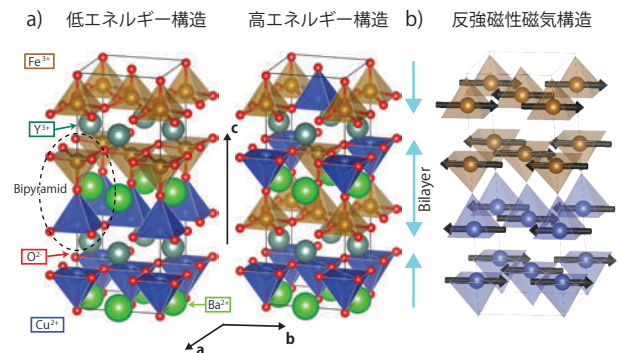 a) 低エネルギー構造
高エネルギー構造
b) 反強磁性磁気構造
Fe³⁺
Y³⁺
Bipyramid
O²⁻
Cu²⁺
Ba²⁺
c
a
b
Bilayer